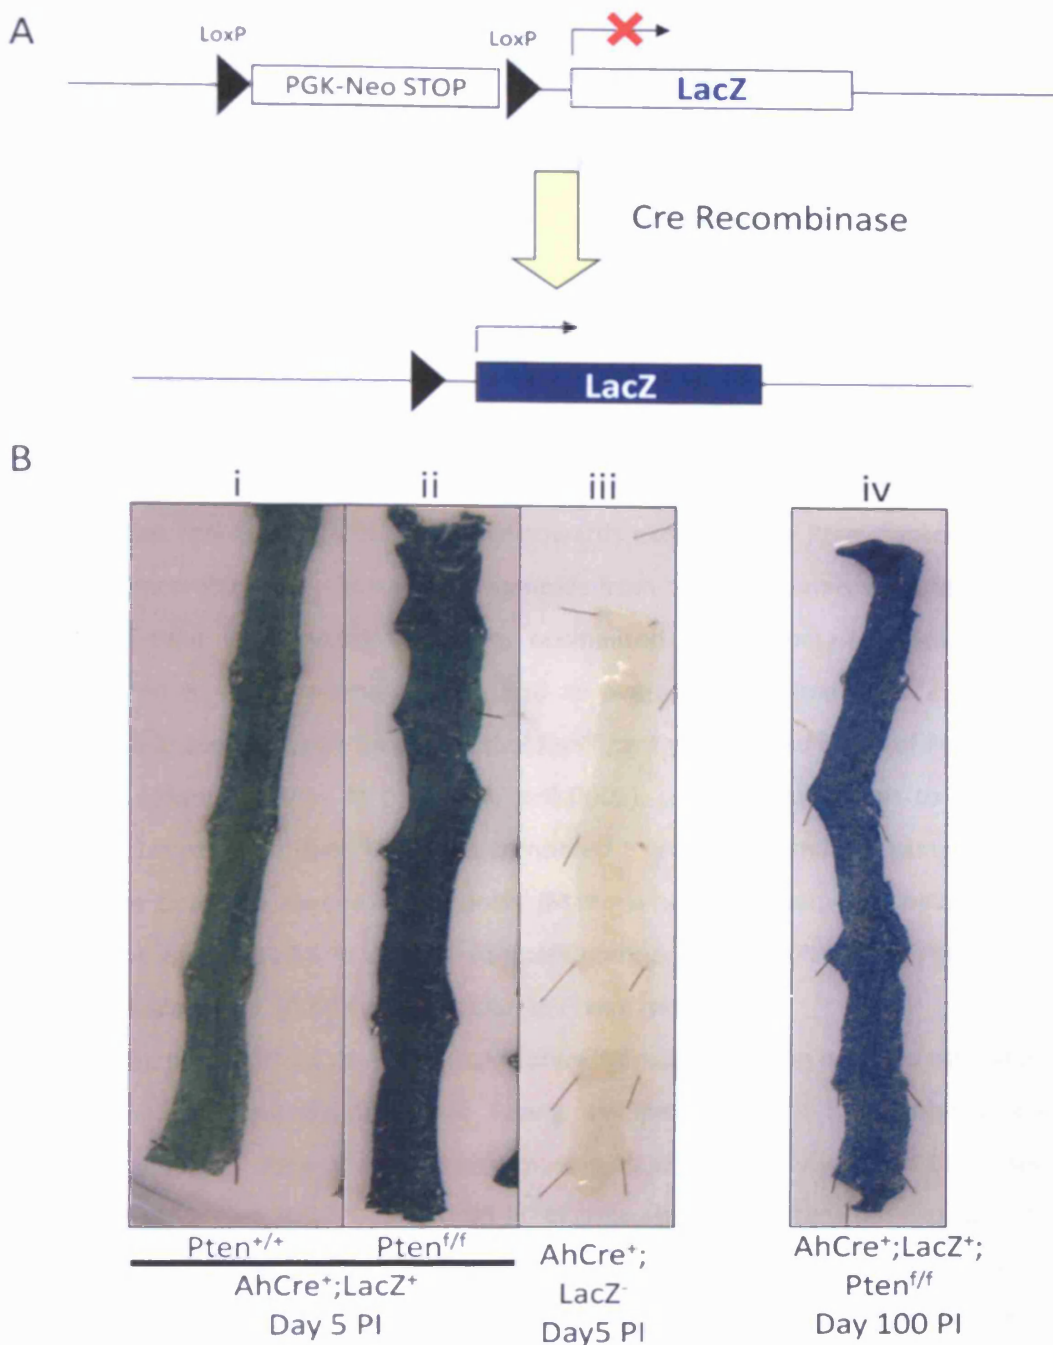 A
LoxP
LoxP
PGK-Neo STOP
LacZ
Cre Recombinase
LacZ
B
i
ii
iii
iv
Pten+/+
Ptenf/f
AhCre+;LacZ+
Day 5 PI
AhCre+;
LacZ-
Day5 PI
AhCre+;LacZ+;
Ptenf/f
Day 100 PI